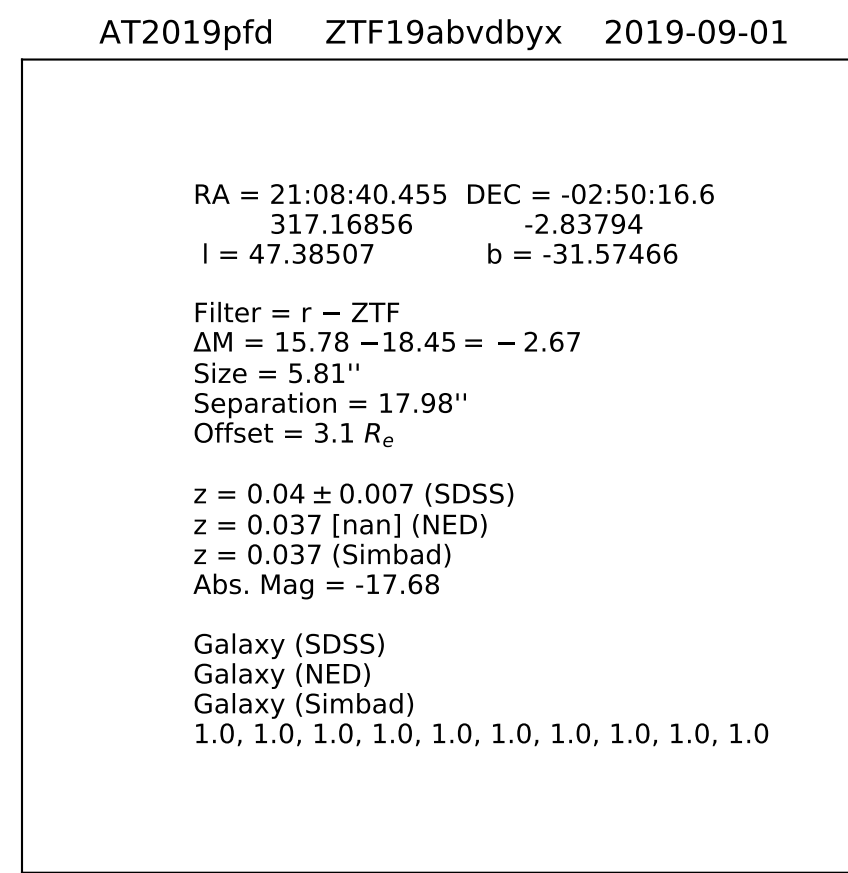 AT2019pfd ZTF19abvdbyx 2019-09-01
RA = 21:08:40.455 DEC = -02:50:16.6
317.16856 -2.83794
l = 47.38507 b = -31.57466
Filter = r − ZTF
ΔM = 15.78 −18.45 = − 2.67
Size = 5.81''
Separation = 17.98''
Offset = 3.1 Rₑ
z = 0.04 ± 0.007 (SDSS)
z = 0.037 [nan] (NED)
z = 0.037 (Simbad)
Abs. Mag = -17.68
Galaxy (SDSS)
Galaxy (NED)
Galaxy (Simbad)
1.0, 1.0, 1.0, 1.0, 1.0, 1.0, 1.0, 1.0, 1.0, 1.0